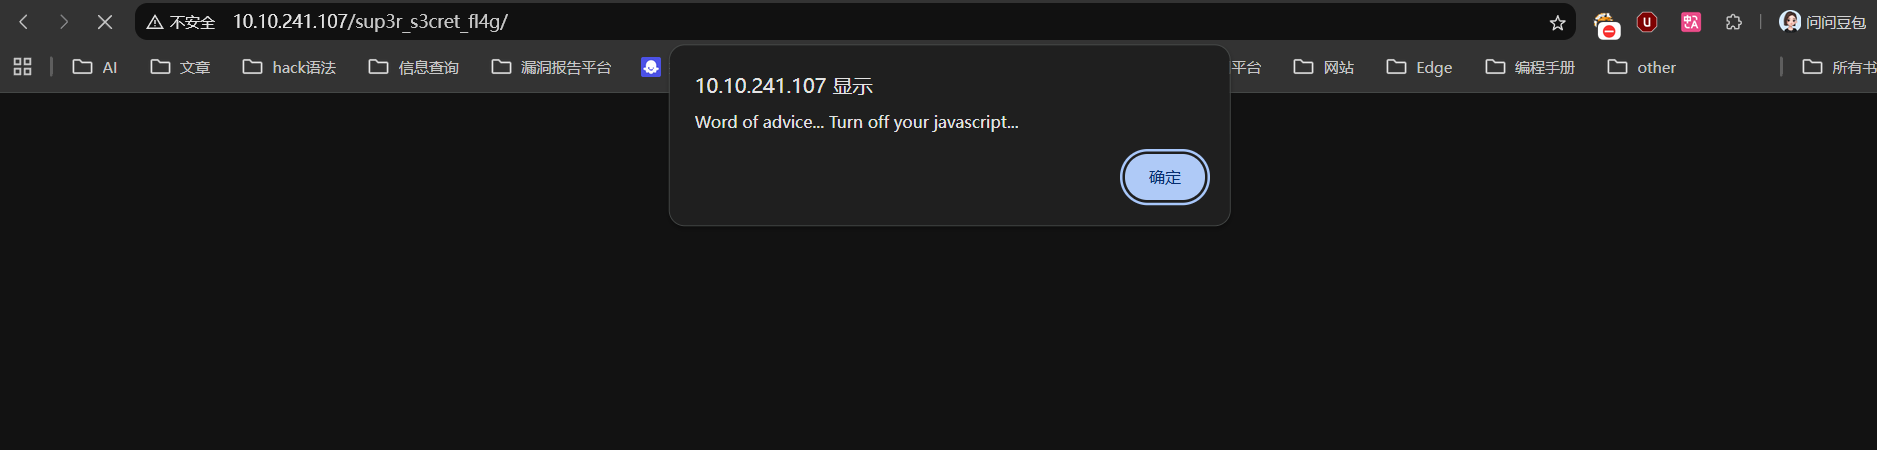 不安全 10.10.241.107/sup3r_s3cret_fl4g/ 问问豆包
AI 文章 hack语法 信息查询 漏洞报告平台 平台 网站 Edge 编程手册 other 所有书
10.10.241.107 显示
Word of advice... Turn off your javascript...
确定